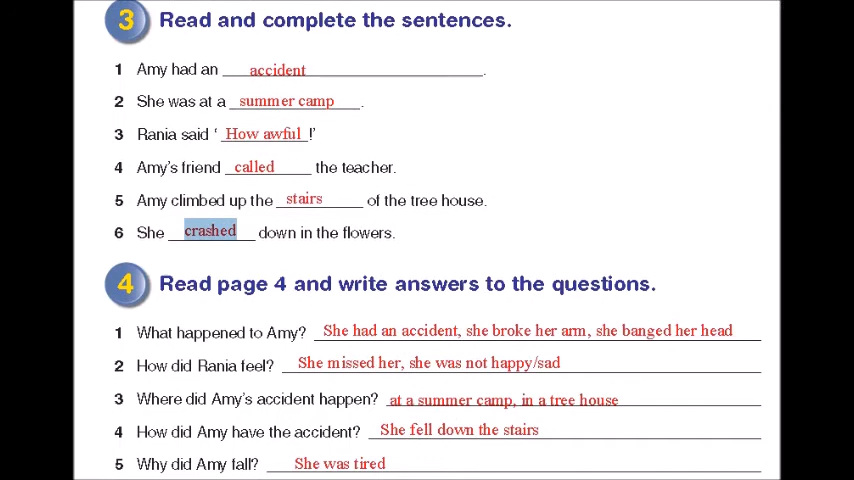 3 Read and complete the sentences.
1 Amy had an accident.
2 She was at a summer camp.
3 Rania said ‘ How awful !’
4 Amy’s friend called the teacher.
5 Amy climbed up the stairs of the tree house.
6 She crashed down in the flowers.
4 Read page 4 and write answers to the questions.
1 What happened to Amy? She had an accident, she broke her arm, she banged her head
2 How did Rania feel? She missed her, she was not happy/sad
3 Where did Amy’s accident happen? at a summer camp, in a tree house
4 How did Amy have the accident? She fell down the stairs
5 Why did Amy fall? She was tired